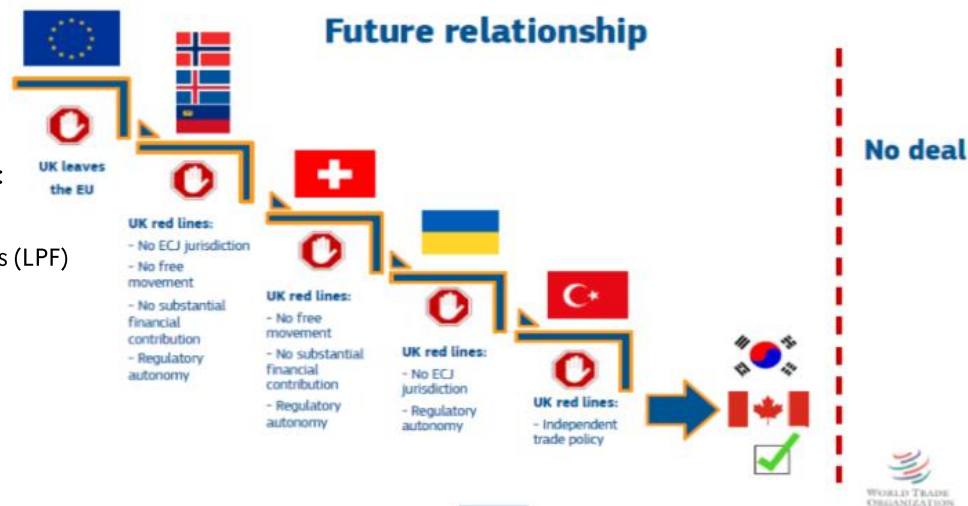 Future relationship
No deal
:
s (LPF)
UK leaves
the EU
UK red lines:
- No ECJ jurisdiction
- No free
movement
- No substantial
financial
contribution
- Regulatory
autonomy
UK red lines:
- No free
movement
- No substantial
financial
contribution
- Regulatory
autonomy
UK red lines:
- No ECJ
jurisdiction
- Regulatory
autonomy
UK red lines:
- Independent
trade policy
WORLD TRADE
ORGANIZATION